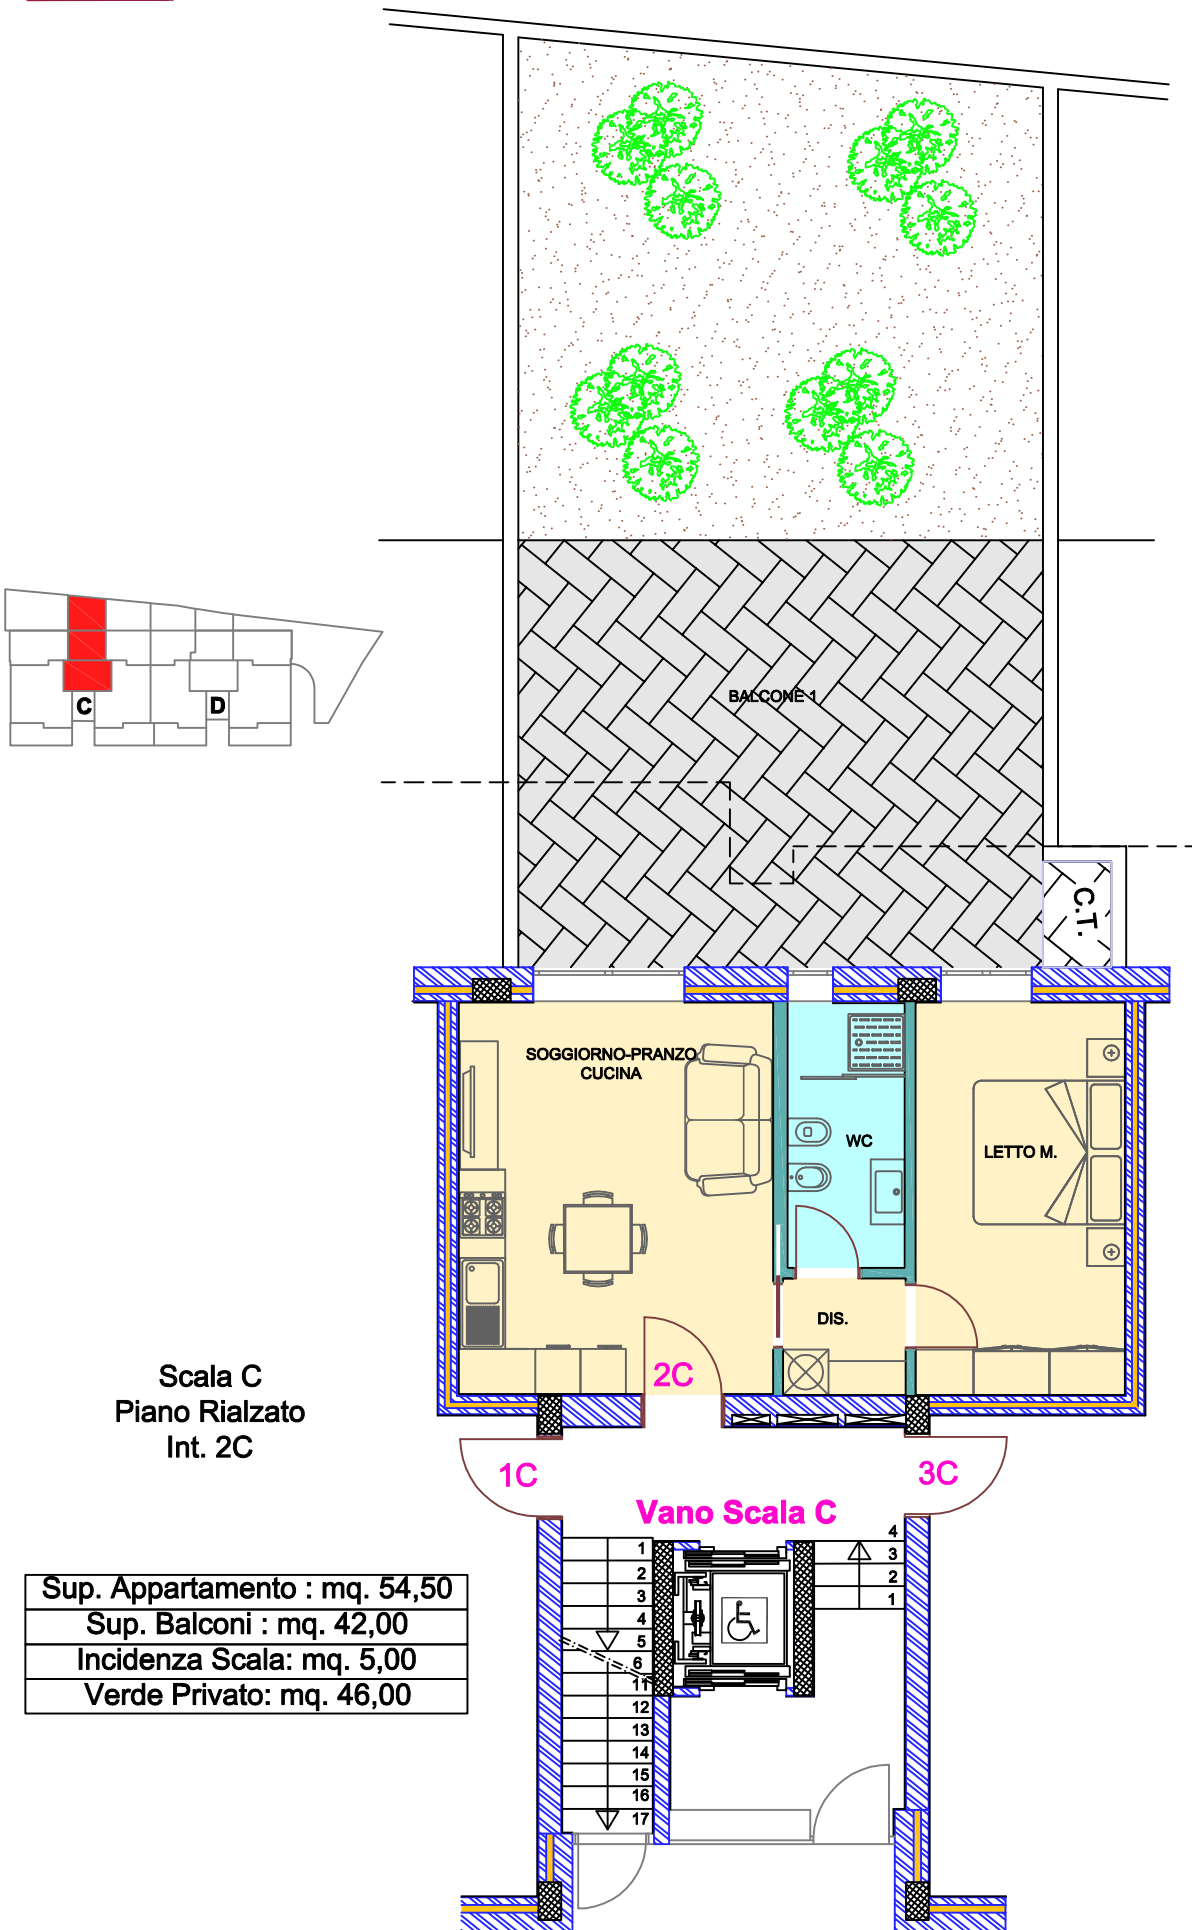 BALCONE 1
C.T.
C
D
SOGGIORNO-PRANZO
CUCINA
WC
LETTO M.
DIS.
2C
Scala C
Piano Rialzato
Int. 2C
1C
3C
Vano Scala C
Sup. Appartamento : mq. 54,50
Sup. Balconi : mq. 42,00
Incidenza Scala: mq. 5,00
Verde Privato: mq. 46,00
1
2
3
4
5
6
11
12
13
14
15
16
17
4
3
2
1